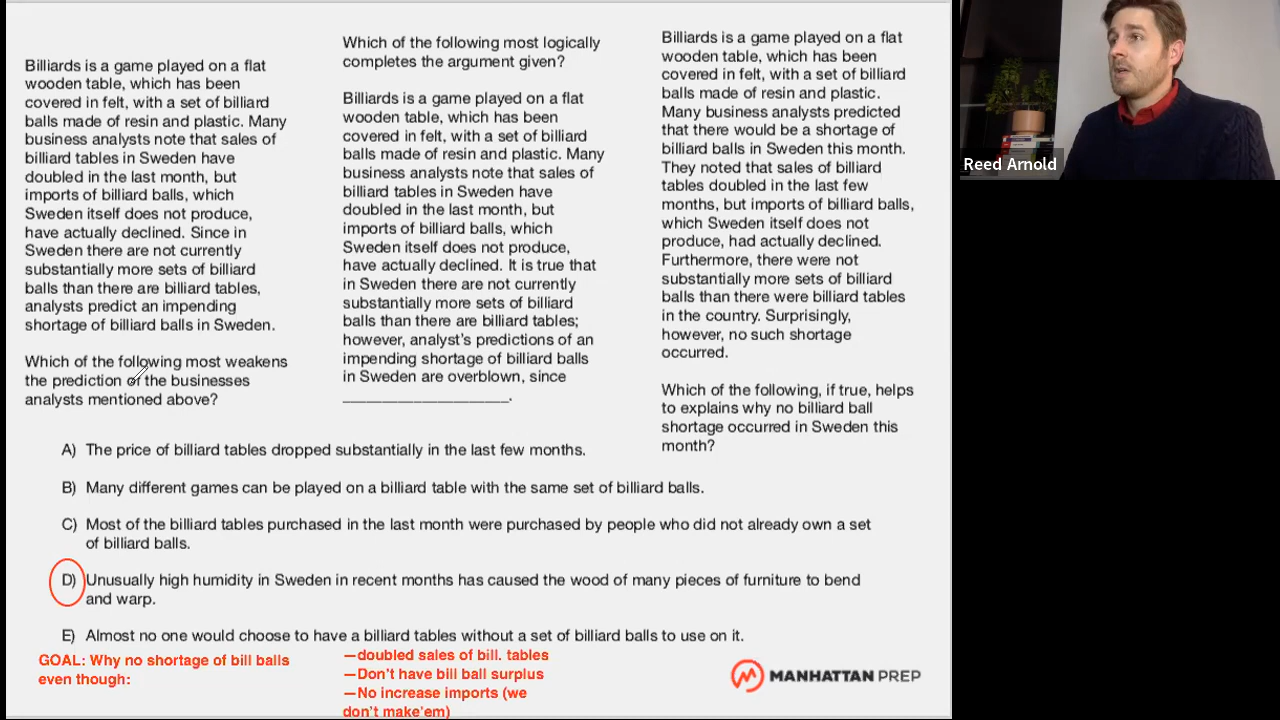 Billiards is a game played on a flat
wooden table, which has been
covered in felt, with a set of billiard
balls made of resin and plastic. Many
business analysts note that sales of
billiard tables in Sweden have
doubled in the last month, but
imports of billiard balls, which
Sweden itself does not produce,
have actually declined. Since in
Sweden there are not currently
substantially more sets of billiard
balls than there are billiard tables,
analysts predict an impending
shortage of billiard balls in Sweden.
Which of the following most weakens
the prediction of the businesses
analysts mentioned above?
Which of the following most logically
completes the argument given?
Billiards is a game played on a flat
wooden table, which has been
covered in felt, with a set of billiard
balls made of resin and plastic. Many
business analysts note that sales of
billiard tables in Sweden have
doubled in the last month, but
imports of billiard balls, which
Sweden itself does not produce,
have actually declined. It is true that
in Sweden there are not currently
substantially more sets of billiard
balls than there are billiard tables;
however, analyst's predictions of an
impending shortage of billiard balls
in Sweden are overblown, since
____________________.
Billiards is a game played on a flat
wooden table, which has been
covered in felt, with a set of billiard
balls made of resin and plastic.
Many business analysts predicted
that there would be a shortage of
billiard balls in Sweden this month.
They noted that sales of billiard
tables doubled in the last few
months, but imports of billiard balls,
which Sweden itself does not
produce, had actually declined.
Furthermore, there were not
substantially more sets of billiard
balls than there were billiard tables
in the country. Surprisingly,
however, no such shortage
occurred.
Which of the following, if true, helps
to explains why no billiard ball
shortage occurred in Sweden this
month?
A) The price of billiard tables dropped substantially in the last few months.
B) Many different games can be played on a billiard table with the same set of billiard balls.
C) Most of the billiard tables purchased in the last month were purchased by people who did not already own a set
of billiard balls.
D) Unusually high humidity in Sweden in recent months has caused the wood of many pieces of furniture to bend
and warp.
E) Almost no one would choose to have a billiard tables without a set of billiard balls to use on it.
GOAL: Why no shortage of bill balls
even though:
—doubled sales of bill. tables
—Don't have bill ball surplus
—No increase imports (we
don't make'em)
MANHATTAN PREP
Reed Arnold